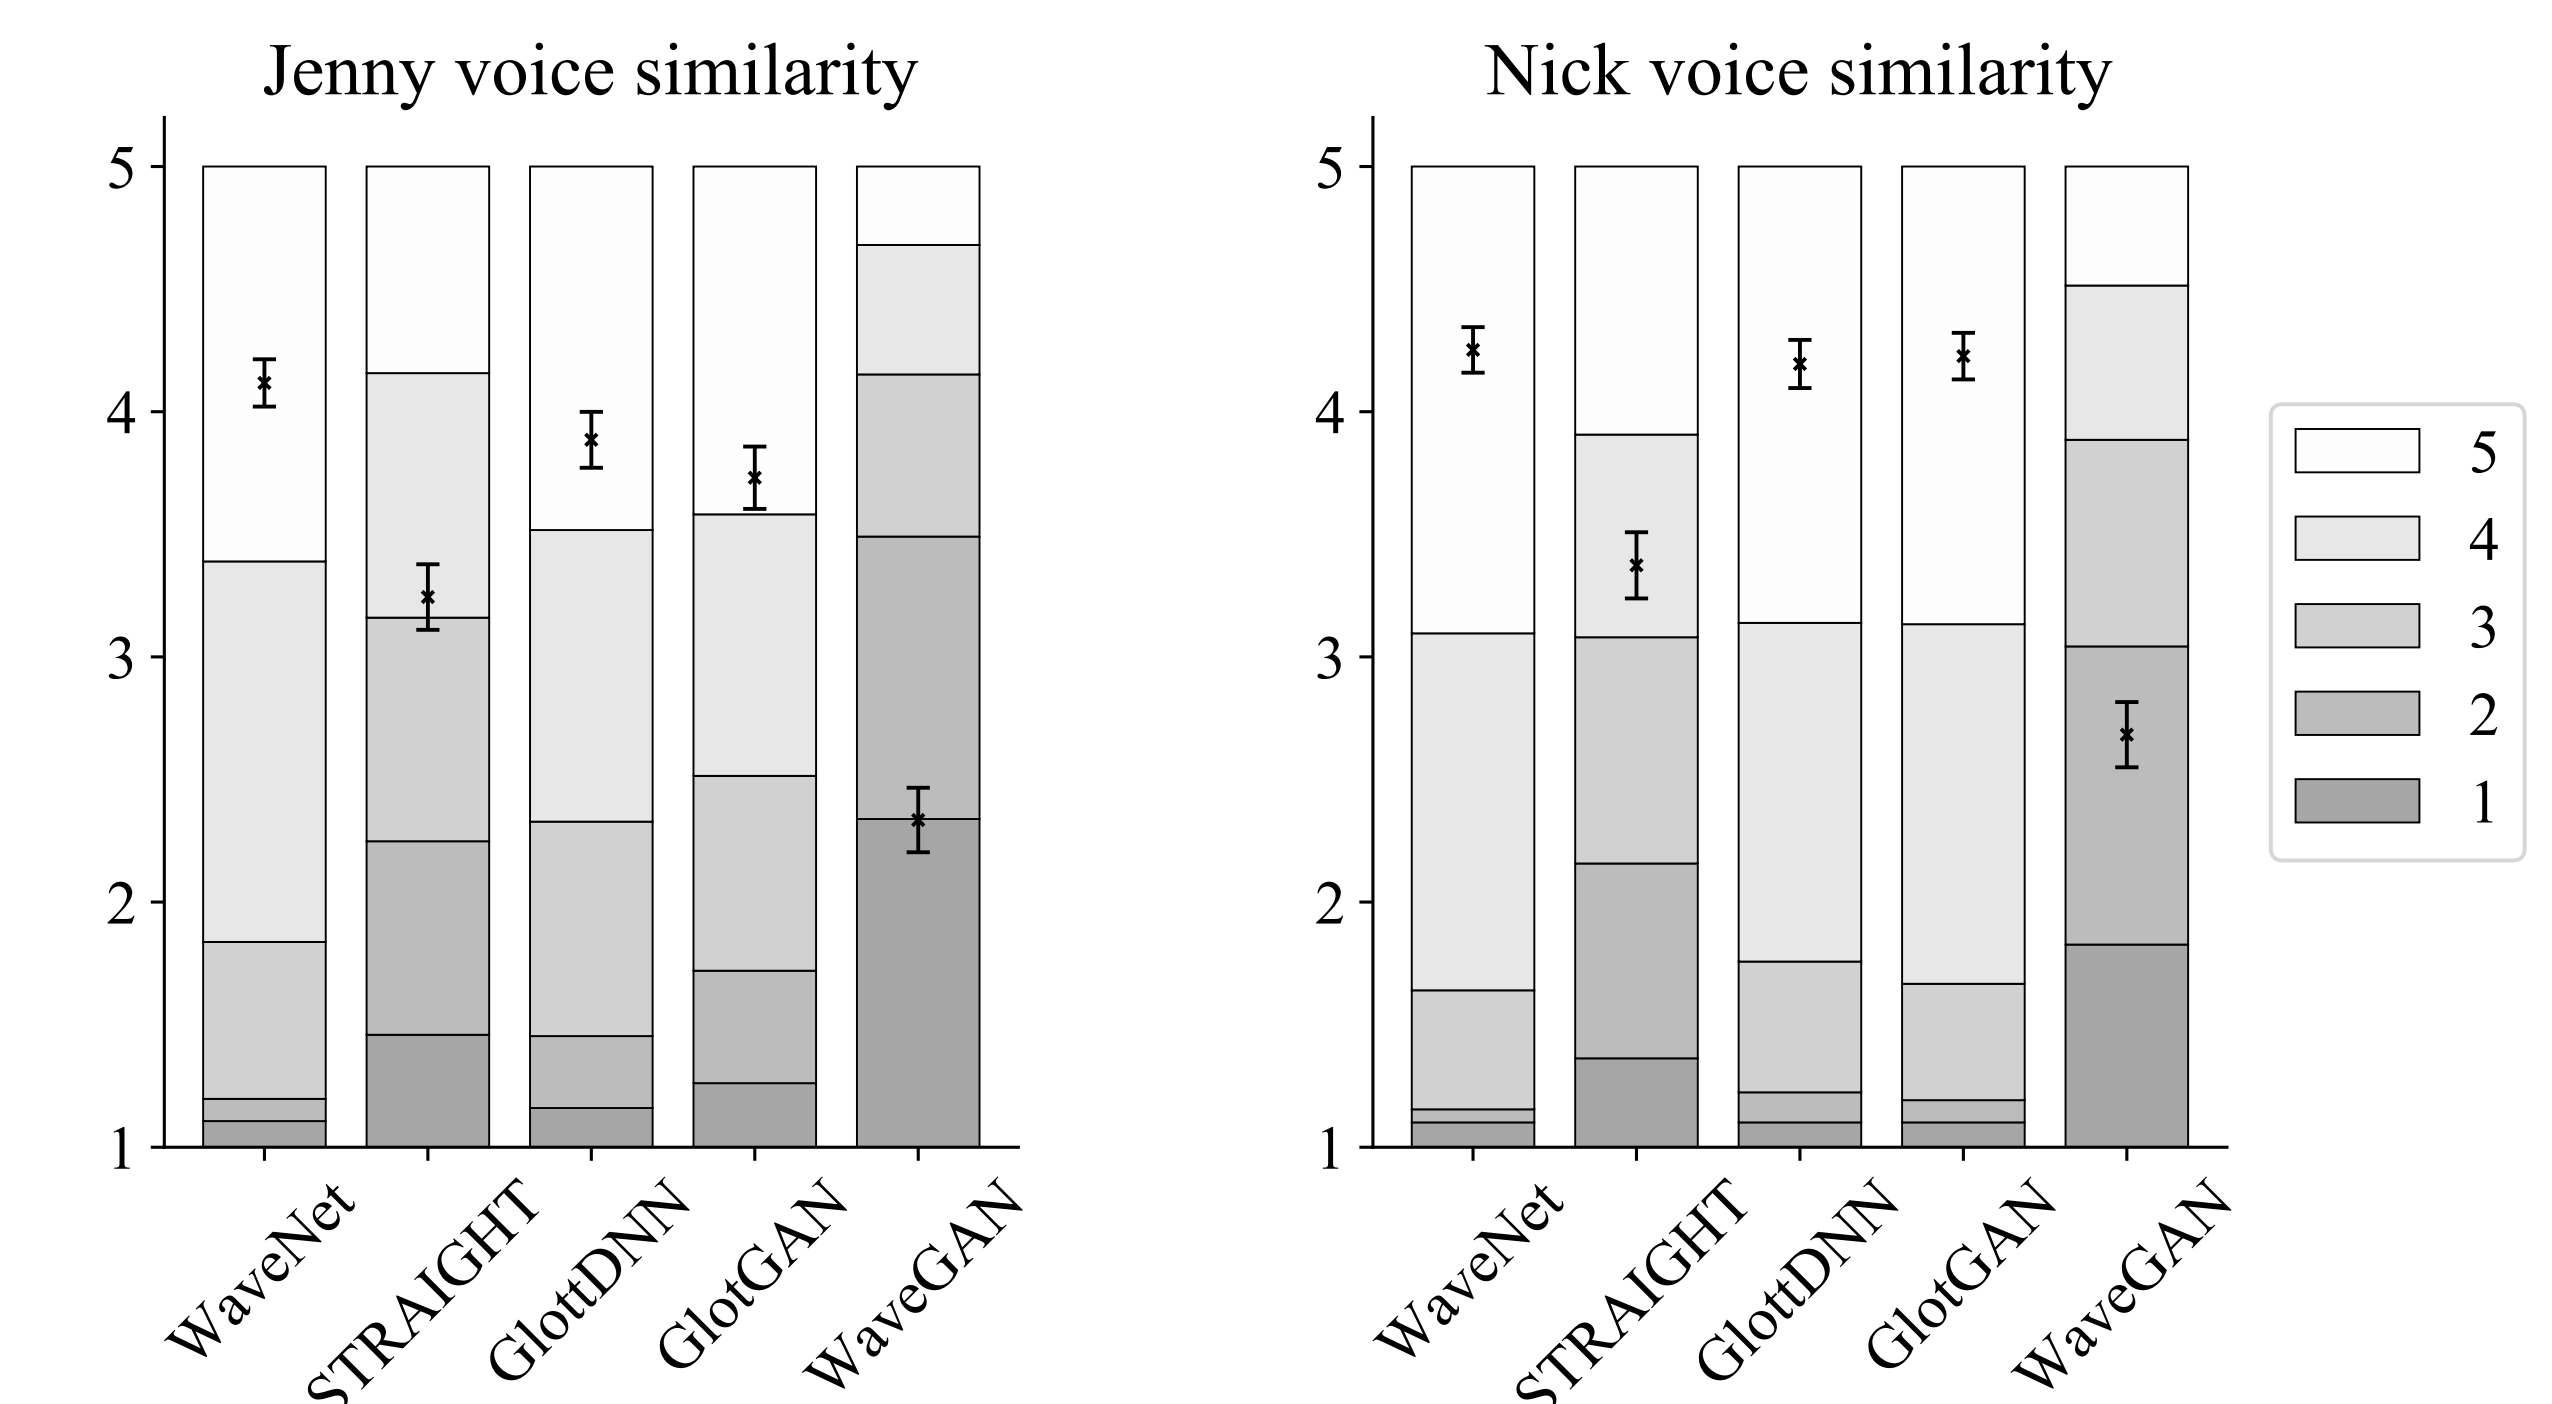 Jenny voice similarity
5
4
3
2
1
WaveNet
STRAIGHT
GlottDNN
GlotGAN
WaveGAN
Nick voice similarity
5
4
3
2
1
WaveNet
STRAIGHT
GlottDNN
GlotGAN
WaveGAN
5
4
3
2
1